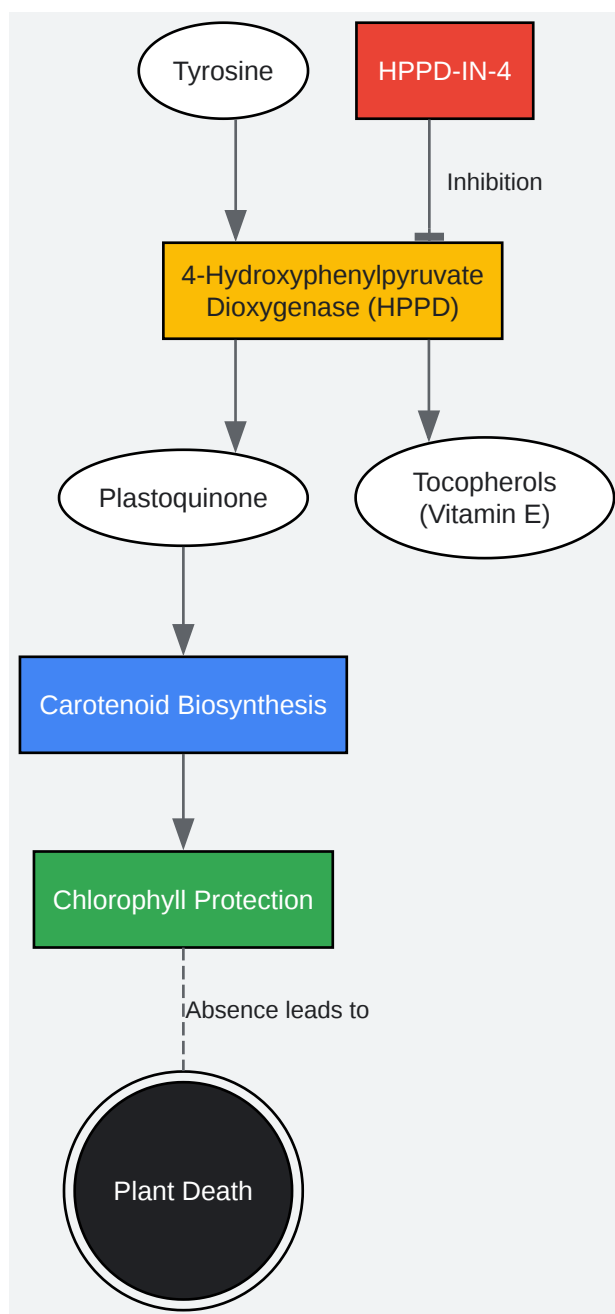 Tyrosine
HPPD-IN-4
Inhibition
4-Hydroxyphenylpyruvate
Dioxygenase (HPPD)
Plastoquinone
Tocopherols
(Vitamin E)
Carotenoid Biosynthesis
Chlorophyll Protection
Absence leads to
Plant Death